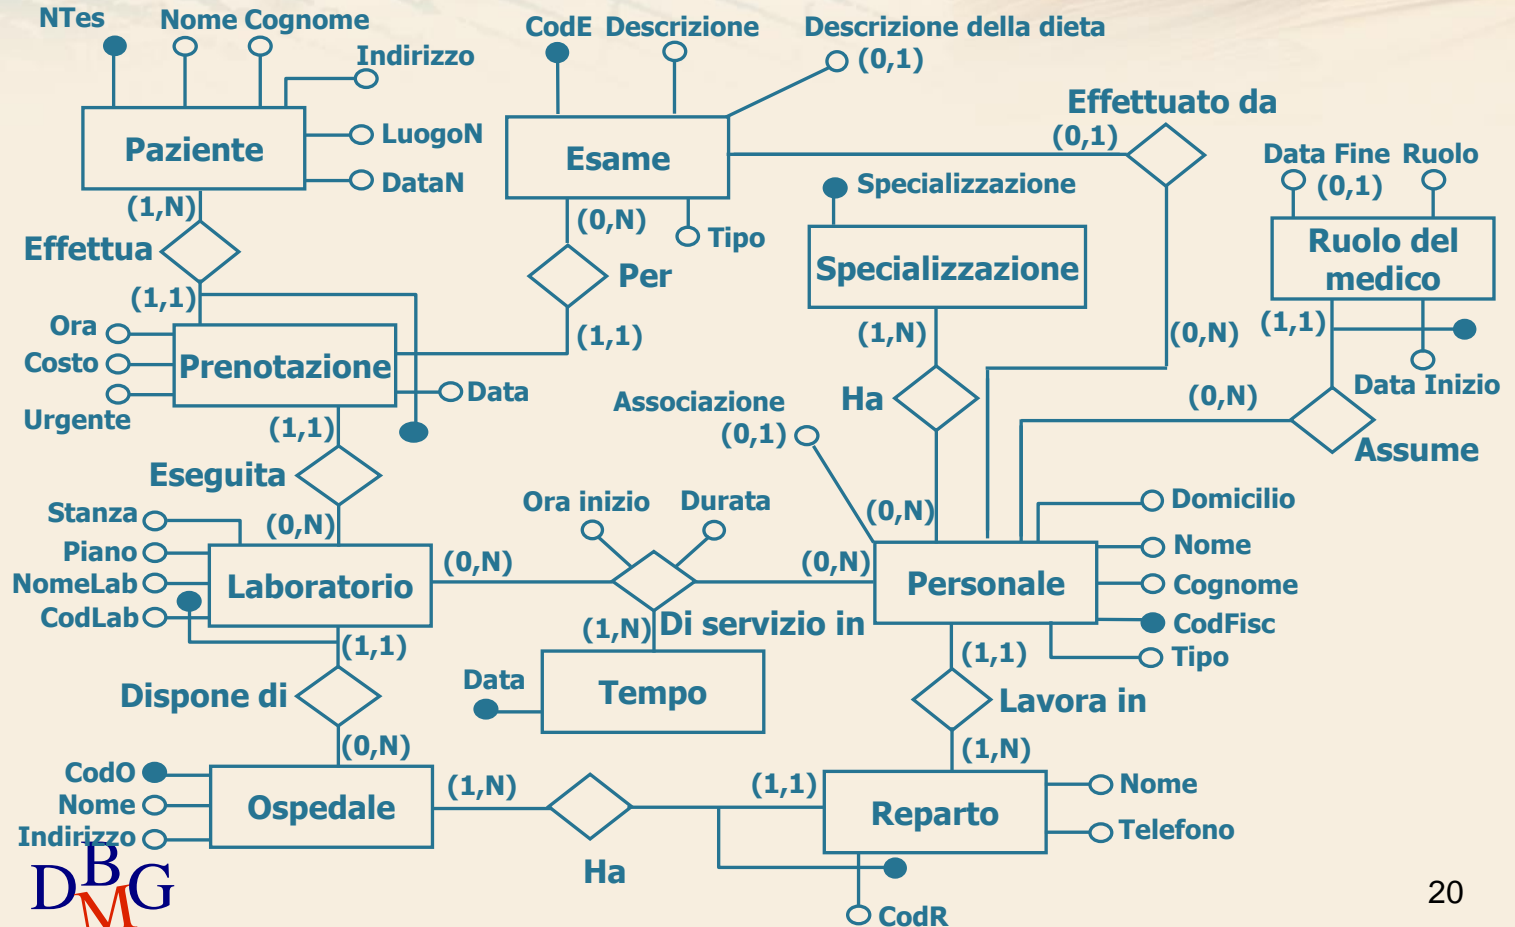 NTes
Nome Cognome
Indirizzo
Paziente
LuogoN
DataN
(1,N)
Effettua
(1,1)
CodE Descrizione
Descrizione della dieta
(0,1)
Esame
(0,N)
Tipo
Per
(1,1)
Effettuato da
(0,1)
(0,N)
Specializzazione
Specializzazione
(1,N)
Ha
(0,N)
Data Fine Ruolo
(0,1)
Ruolo del
medico
(1,1)
Data Inizio
(0,N)
Assume
Ora
Costo
Urgente
Prenotazione
Data
(1,1)
Eseguita
(0,N)
Associazione
(0,1)
Stanza
Piano
NomeLab
CodLab
Laboratorio
(0,N)
Ora inizio
Durata
(0,N)
Di servizio in
(1,N)
Data
Tempo
Personale
Domicilio
Nome
Cognome
CodFisc
Tipo
(1,1)
Lavora in
(1,N)
(1,1)
Dispone di
(0,N)
CodO
Nome
Indirizzo
Ospedale
(1,N)
Ha
(1,1)
Reparto
Nome
Telefono
CodR
DBMG
20